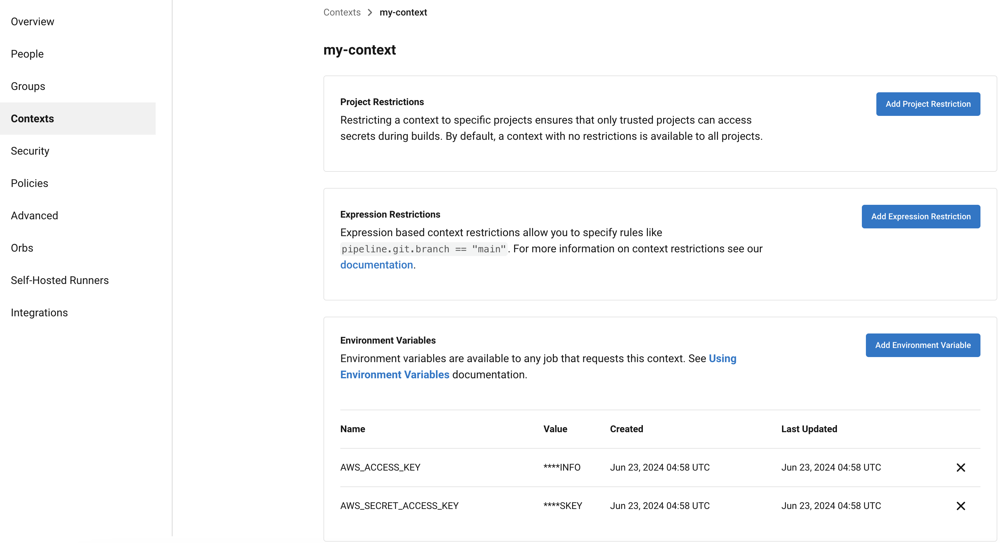 Overview
People
Groups
Contexts
Security
Policies
Advanced
Orbs
Self-Hosted Runners
Integrations
Contexts > my-context
my-context
Project Restrictions
Add Project Restriction
Restricting a context to specific projects ensures that only trusted projects can access
secrets during builds. By default, a context with no restrictions is available to all projects.
Expression Restrictions
Add Expression Restriction
Expression based context restrictions allow you to specify rules like
pipeline.git.branch == "main". For more information on context restrictions see our
documentation.
Environment Variables
Add Environment Variable
Environment variables are available to any job that requests this context. See Using
Environment Variables documentation.
Name Value Created Last Updated
AWS_ACCESS_KEY ****INFO Jun 23, 2024 04:58 UTC Jun 23, 2024 04:58 UTC
AWS_SECRET_ACCESS_KEY ****SKEY Jun 23, 2024 04:58 UTC Jun 23, 2024 04:58 UTC